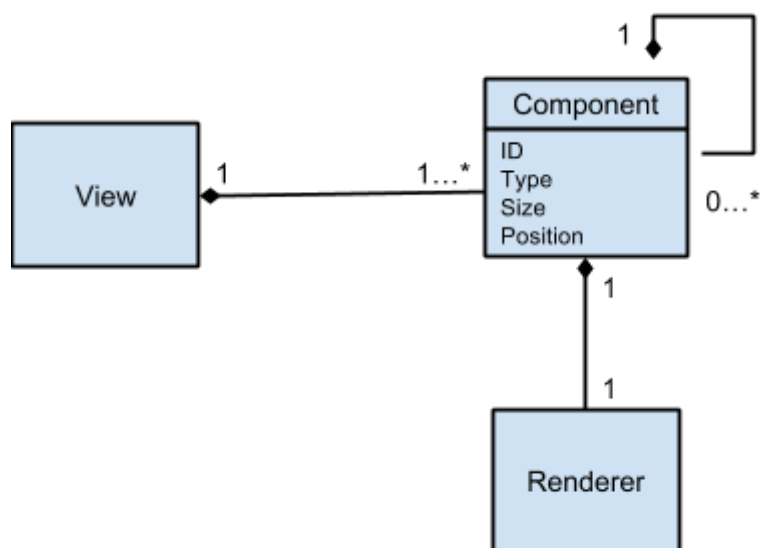 1
Component
View
1
1...*
ID
Type
Size
Position
0...*
1
1
Renderer